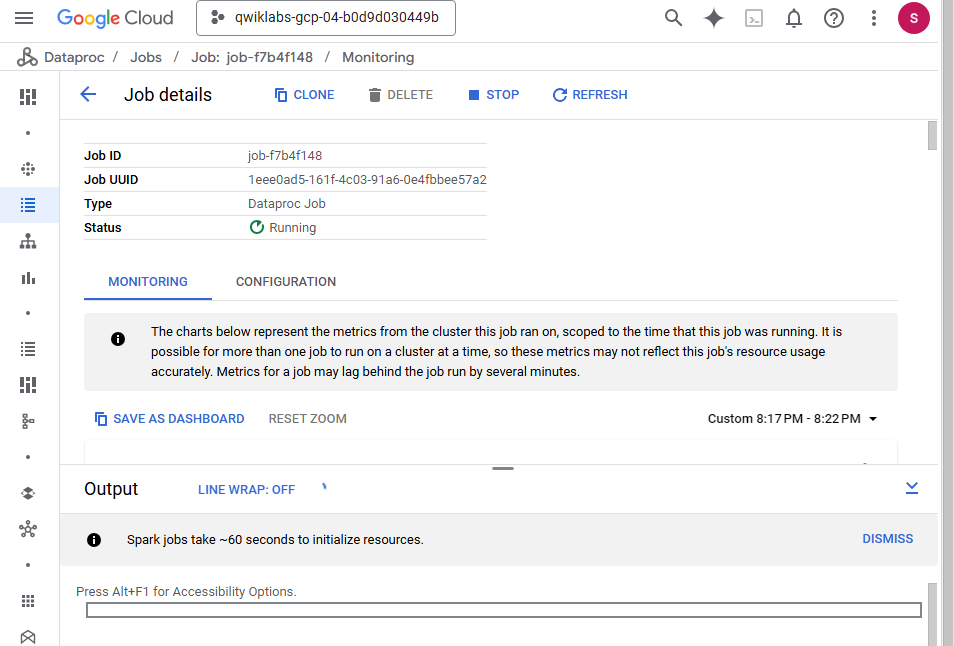 Google Cloud
qwiklabs-gcp-04-b0d9d030449b
S
Dataproc / Jobs / Job: job-f7b4f148 / Monitoring
Job details
CLONE
DELETE
STOP
REFRESH
Job ID job-f7b4f148
Job UUID 1eee0ad5-161f-4c03-91a6-0e4fbbee57a2
Type Dataproc Job
Status Running
MONITORING
CONFIGURATION
The charts below represent the metrics from the cluster this job ran on, scoped to the time that this job was running. It is
possible for more than one job to run on a cluster at a time, so these metrics may not reflect this job's resource usage
accurately. Metrics for a job may lag behind the job run by several minutes.
SAVE AS DASHBOARD
RESET ZOOM
Custom 8:17 PM - 8:22 PM
Output
LINE WRAP: OFF
Spark jobs take ~60 seconds to initialize resources.
DISMISS
Press Alt+F1 for Accessibility Options.